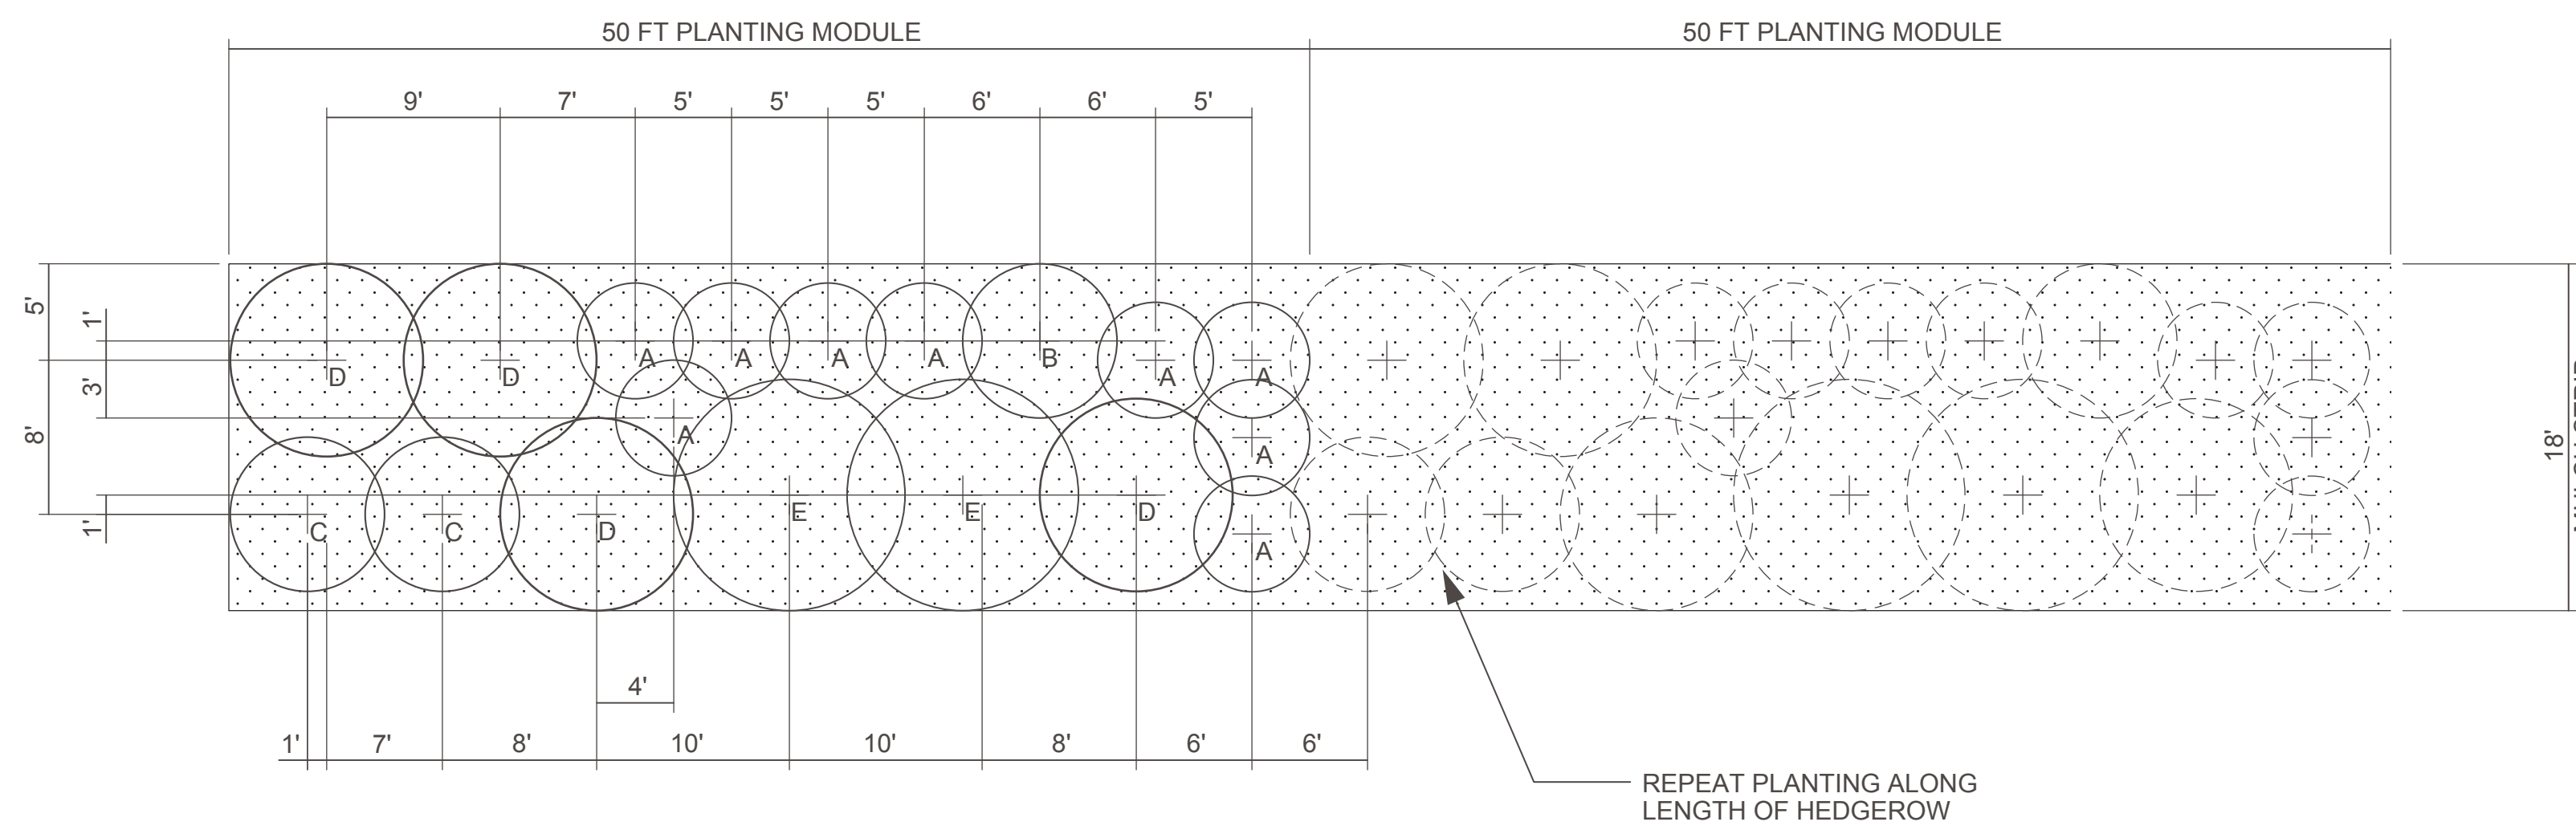 50 FT PLANTING MODULE
50 FT PLANTING MODULE
9'
7'
5'
5'
5'
6'
6'
5'
5'
1'
3'
8'
1'
D
D
A
A
A
A
B
A
A
A
A
C
C
D
E
E
D
A
18'
4'
1'
7'
8'
10'
10'
8'
6'
6'
REPEAT PLANTING ALONG
LENGTH OF HEDGEROW